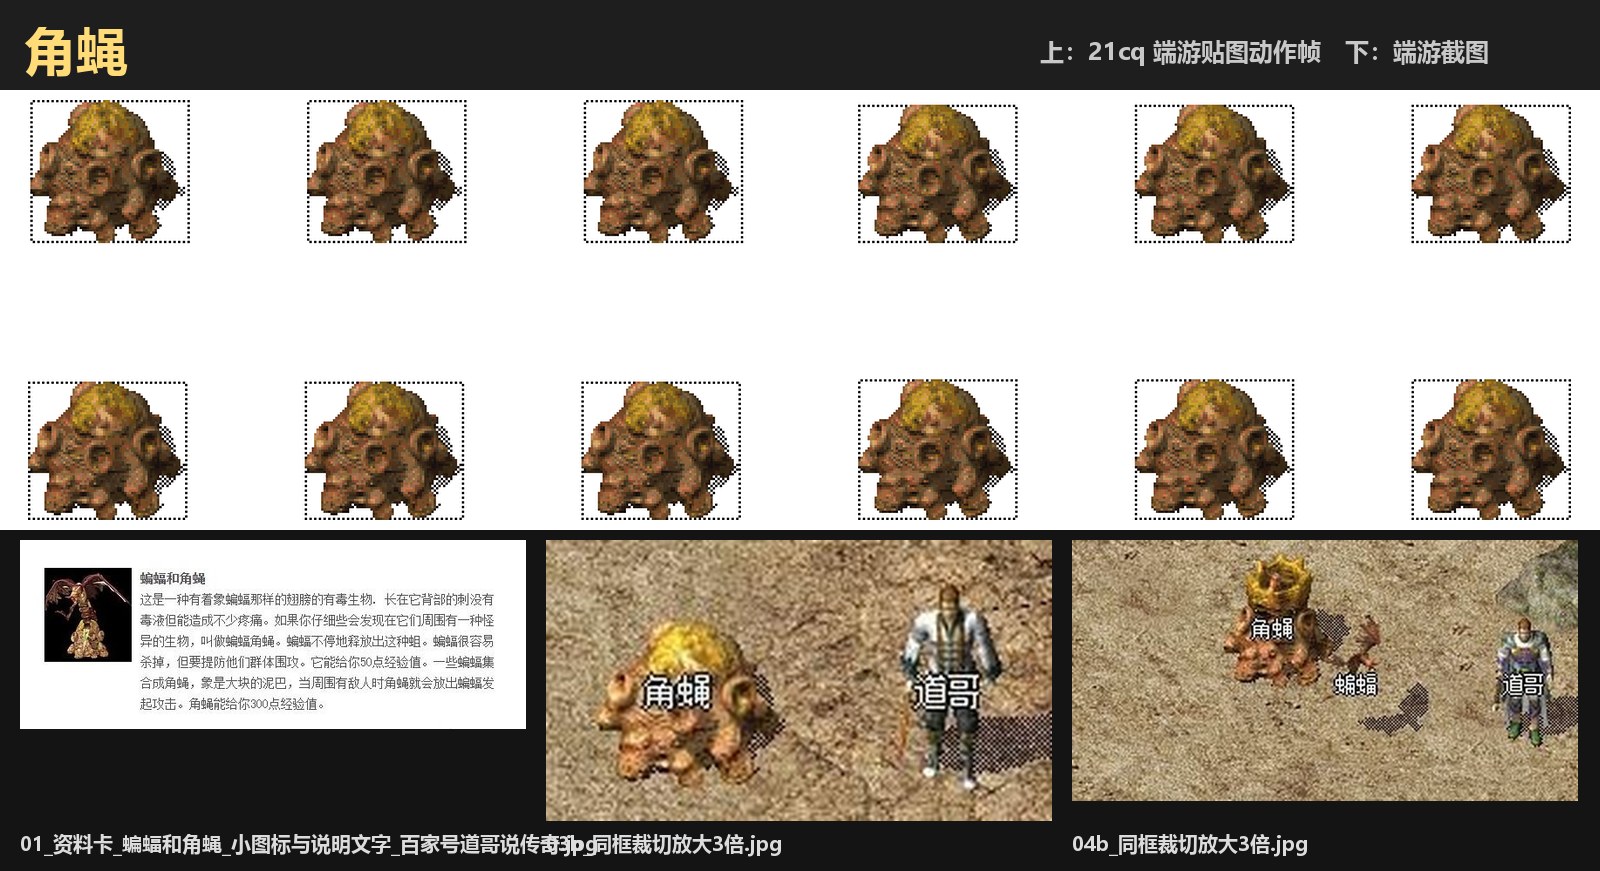 角蝇
上：21cq 端游贴图动作帧　下：端游截图
蝙蝠和角蝇
这是一种有着象蝙蝠那样的翅膀的有毒生物．长在它背部的刺没有
毒液但能造成不少疼痛。如果你仔细些会发现在它们周围有一种怪
异的生物，叫做蝙蝠角蝇。蝙蝠不停地释放出这种蛆。蝙蝠很容易
杀掉，但要提防他们群体围攻。它能给你50点经验值。一些蝙蝠集
合成角蝇，象是大块的泥巴，当周围有敌人时角蝇就会放出蝙蝠发
起攻击。角蝇能给你300点经验值。
角蝇
道哥
角蝇
蝙蝠
道哥
01_资料卡_蝙蝠和角蝇_小图标与说明文字_百家号道哥说传奇.jpg
03b_同框裁切放大3倍.jpg
04b_同框裁切放大3倍.jpg